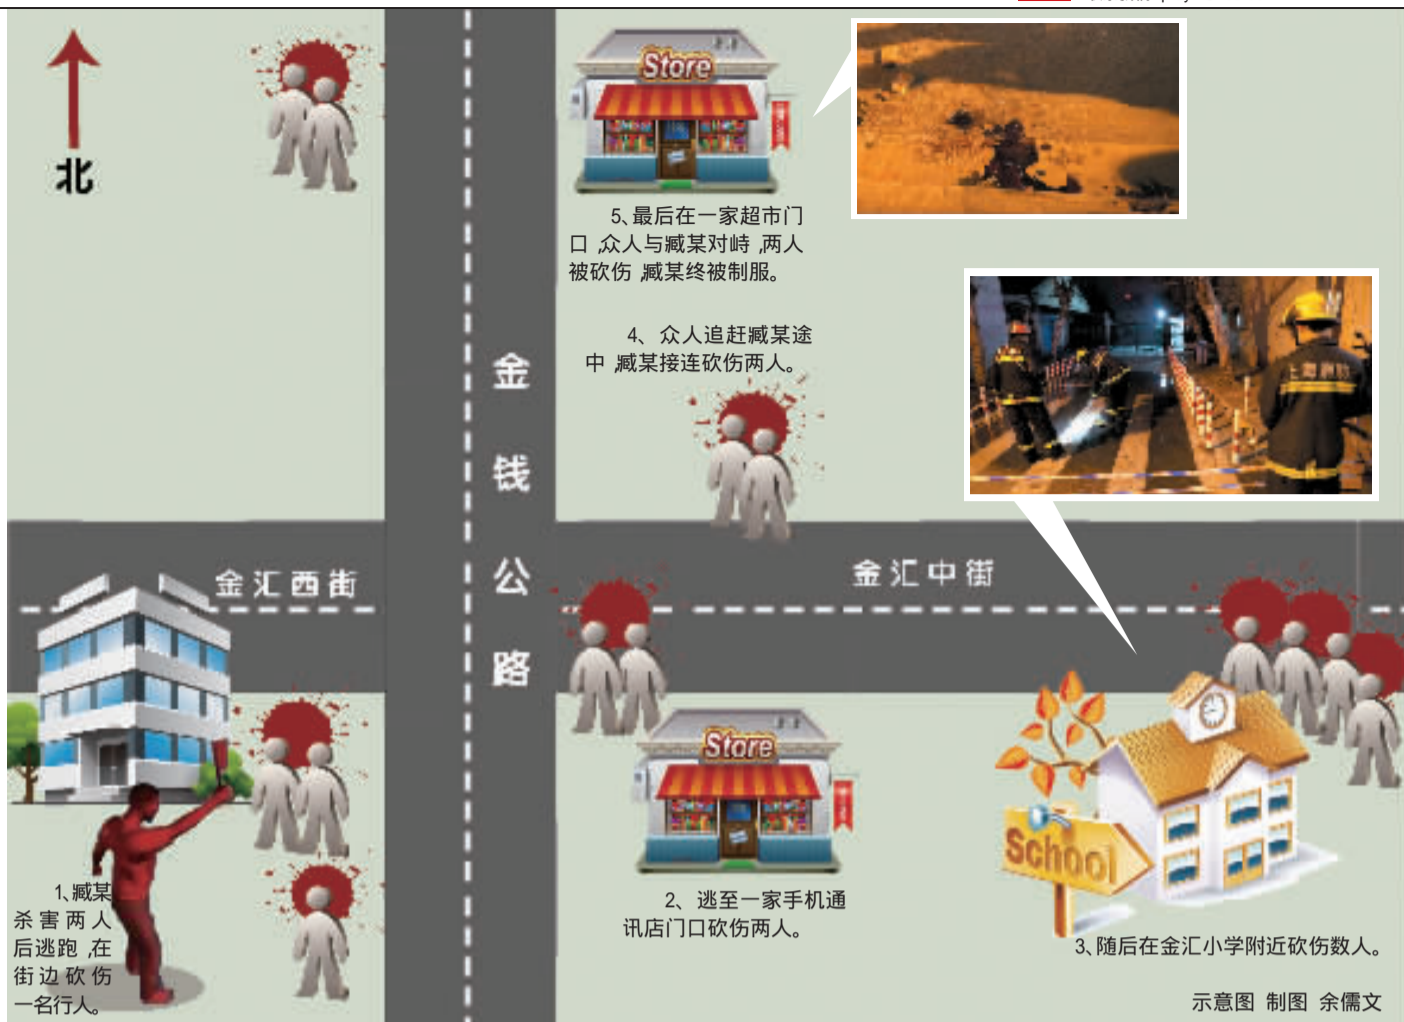 北
Store
5、最后在一家超市门
口,众人与臧某对峙,两人
被砍伤,臧某终被制服。
4、众人追赶臧某途
中,臧某接连砍伤两人。
金钱公路
金汇西街
金汇中街
1、臧某
杀害两人
后逃跑,在
街边砍伤
一名行人。
Store
2、逃至一家手机通
讯店门口砍伤两人。
School
3、随后在金汇小学附近砍伤数人。
示意图 制图 余儒文